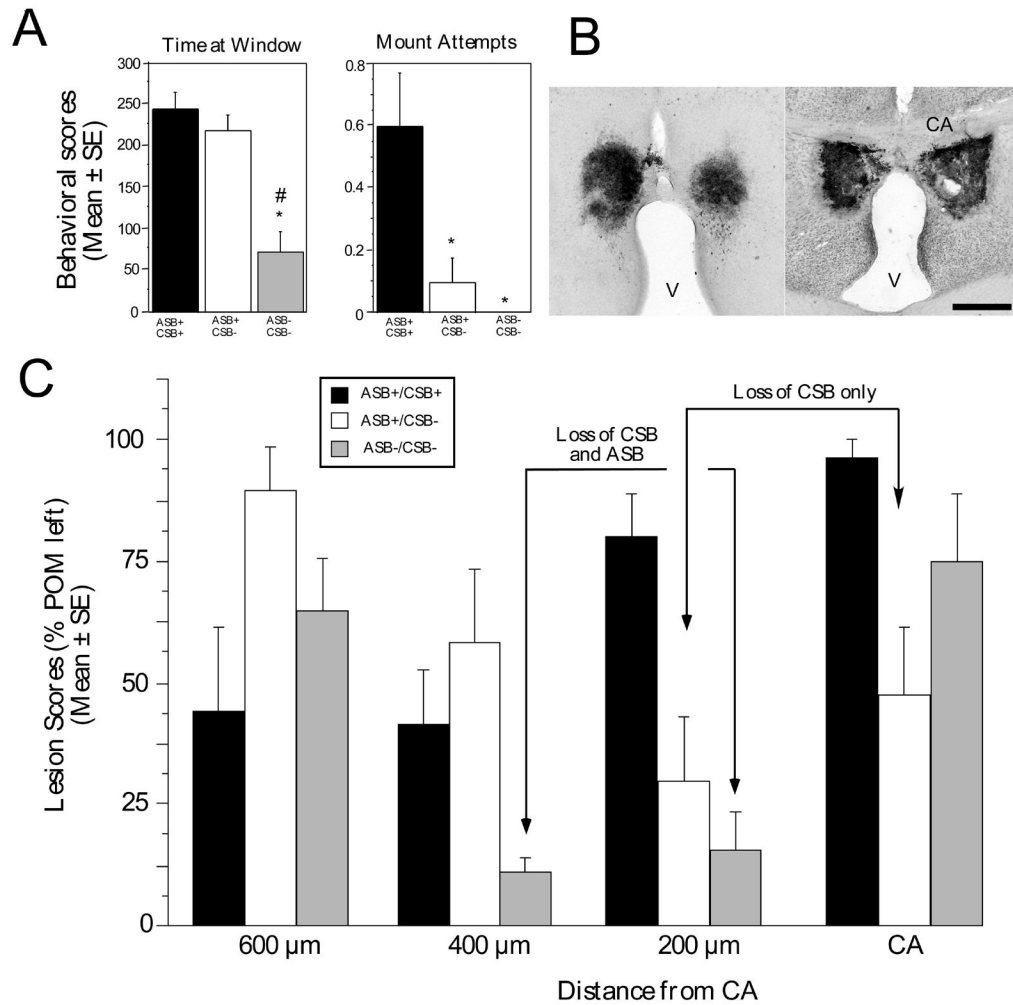 A
Time at Window
Mount Attempts
Behavioral scores
(Mean ± SE)
300
250
200
150
100
50
0
#
*
ASB+
CSB+
ASB+
CSB-
ASB-
CSB-
0.8
0.6
0.4
0.2
0
*
*
ASB+
CSB+
ASB+
CSB-
ASB-
CSB-
B
V
CA
V
C
ASB+/CSB+
ASB+/CSB-
ASB-/CSB-
Loss of CSB
and ASB
Loss of CSB only
Lesion Scores (% POM left)
(Mean ± SE)
100
75
50
25
0
600 µm
400 µm
200 µm
CA
Distance from CA